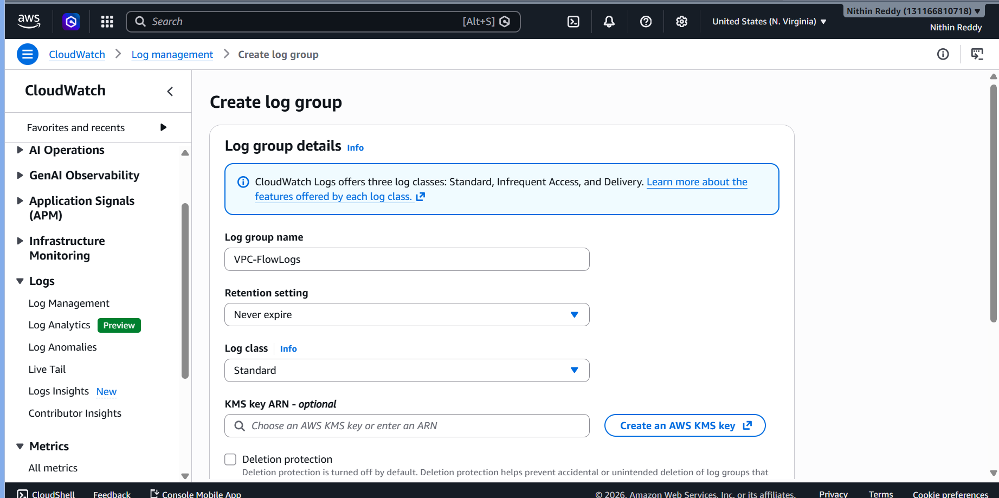 aws
Search
[Alt+S]
United States (N. Virginia) ▼
Nithin Reddy (131166810718) ▼
Nithin Reddy
CloudWatch
Log management
Create log group
CloudWatch
Favorites and recents
AI Operations
GenAI Observability
Application Signals
(APM)
Infrastructure
Monitoring
Logs
Log Management
Log Analytics Preview
Log Anomalies
Live Tail
Logs Insights New
Contributor Insights
Metrics
All metrics
Create log group
Log group details Info
CloudWatch Logs offers three log classes: Standard, Infrequent Access, and Delivery. Learn more about the
features offered by each log class.
Log group name
VPC-FlowLogs
Retention setting
Never expire
Log class Info
Standard
KMS key ARN - optional
Choose an AWS KMS key or enter an ARN
Create an AWS KMS key
Deletion protection
Deletion protection is turned off by default. Deletion protection helps prevent accidental or unintended deletion of log groups that
CloudShell
Feedback
Console Mobile App
© 2026, Amazon Web Services, Inc. or its affiliates.
Privacy
Terms
Cookie preferences